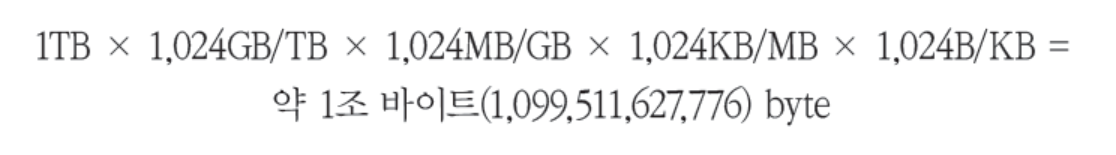 1TB × 1,024GB/TB × 1,024MB/GB × 1,024KB/MB × 1,024B/KB =
약 1조 바이트(1,099,511,627,776) byte